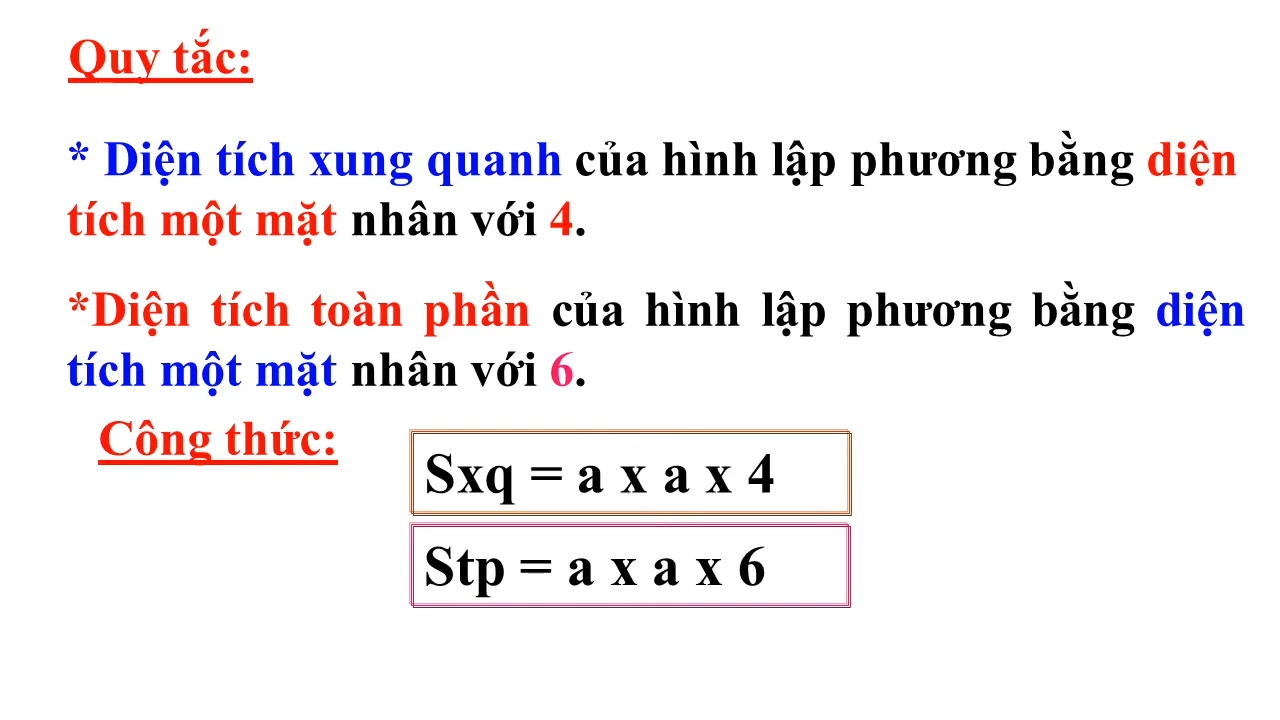 Quy tắc:
* Diện tích xung quanh của hình lập phương bằng diện
tích một mặt nhân với 4.
*Diện tích toàn phần của hình lập phương bằng diện
tích một mặt nhân với 6.
Công thức:
Sxq = a x a x 4
Stp = a x a x 6